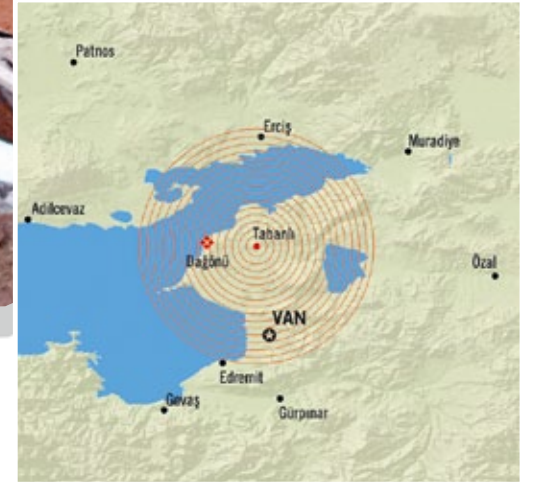 Patnos
Erciş
Muradiye
Adilcevaz
Tabanlı
Dağönü
Özal
VAN
Edremit
Gevaş
Gürpınar